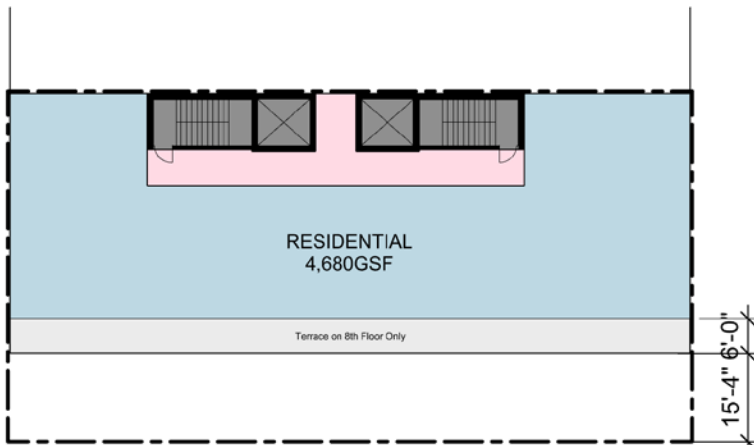 RESIDENTIAL
4,680GSF
Terrace on 8th Floor Only
6'-0"
15'-4"